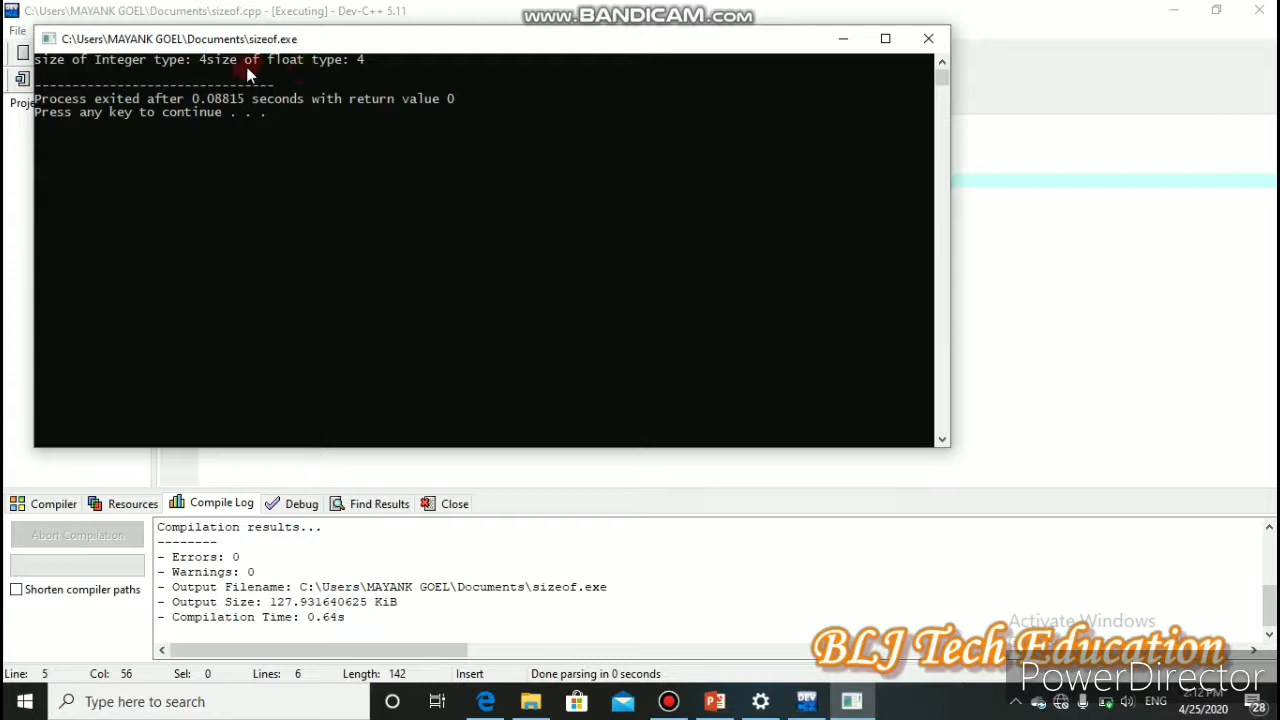 C:\Users\MAYANK GOEL\Documents\sizeof.cpp - [Executing] - Dev-C++ 5.11
www.BANDICAM.com
File
C:\Users\MAYANK GOEL\Documents\sizeof.exe
size of Integer type: 4size of float type: 4
--------------------------------
Process exited after 0.08815 seconds with return value 0
Press any key to continue . . .
Proje
Compiler
Resources
Compile Log
Debug
Find Results
Close
Abort Compilation
Shorten compiler paths
Compilation results...
--------
- Errors: 0
- Warnings: 0
- Output Filename: C:\Users\MAYANK GOEL\Documents\sizeof.exe
- Output Size: 127.931640625 KiB
- Compilation Time: 0.64s
Activate Windows
BLJ Tech Education
PowerDirector
Line: 5 Col: 56 Sel: 0 Lines: 6 Length: 142 Insert Done parsing in 0 seconds
Type here to search
ENG
2:12 PM
4/25/2020
28